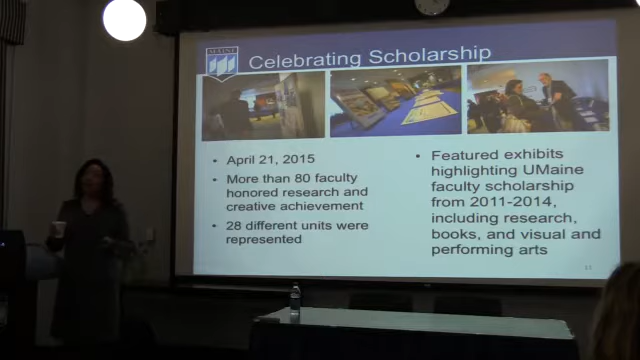 MAINE
Celebrating Scholarship
• April 21, 2015
• More than 80 faculty
honored research and
creative achievement
• 28 different units were
represented
• Featured exhibits
highlighting UMaine
faculty scholarship
from 2011-2014,
including research,
books, and visual and
performing arts